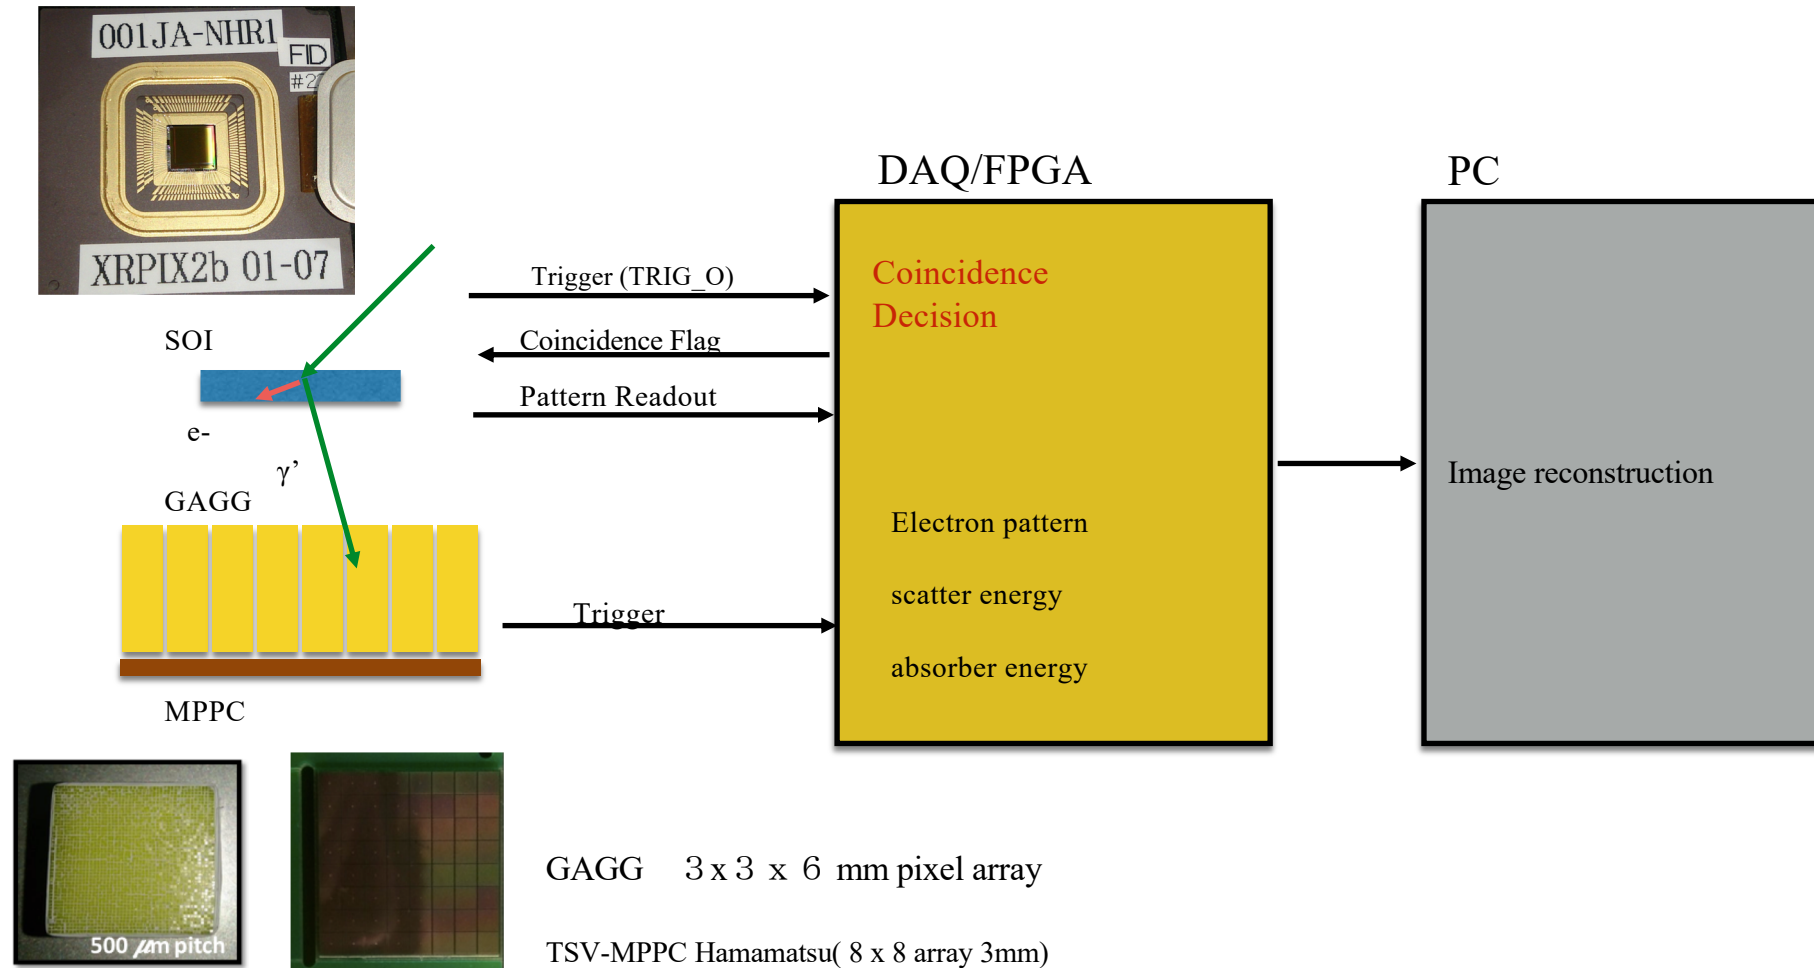 001JA-NHR1
FID
#2
XRPIX2b 01-07
DAQ/FPGA
PC
Trigger (TRIG_O)
Coincidence
Decision
SOI
Coincidence Flag
Pattern Readout
e-
γ’
GAGG
Image reconstruction
Electron pattern
scatter energy
Trigger
absorber energy
MPPC
500 μm pitch
GAGG 3 x 3 x 6 mm pixel array
TSV-MPPC Hamamatsu( 8 x 8 array 3mm)